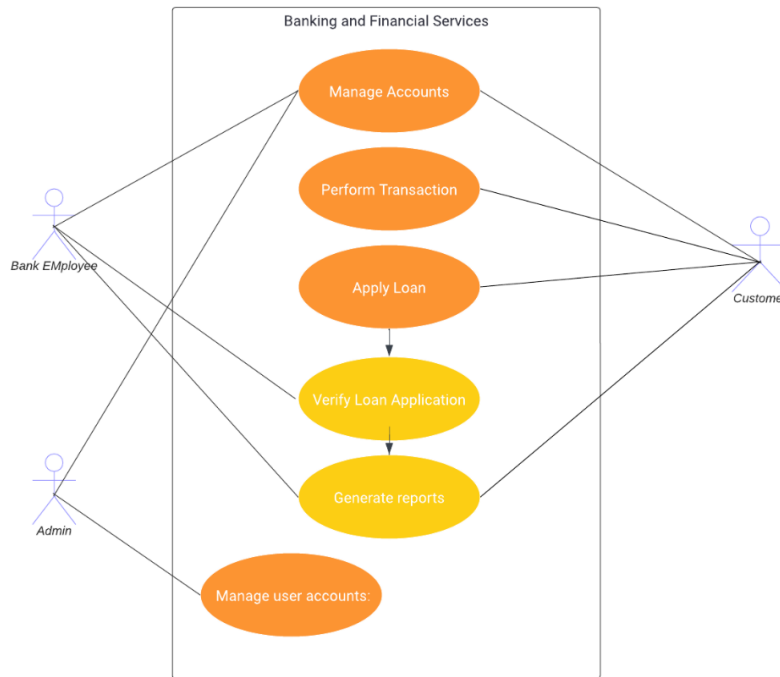 Banking and Financial Services
Manage Accounts
Perform Transaction
Bank EMployee
Apply Loan
Custome
Verify Loan Application
Generate reports
Admin
Manage user accounts: